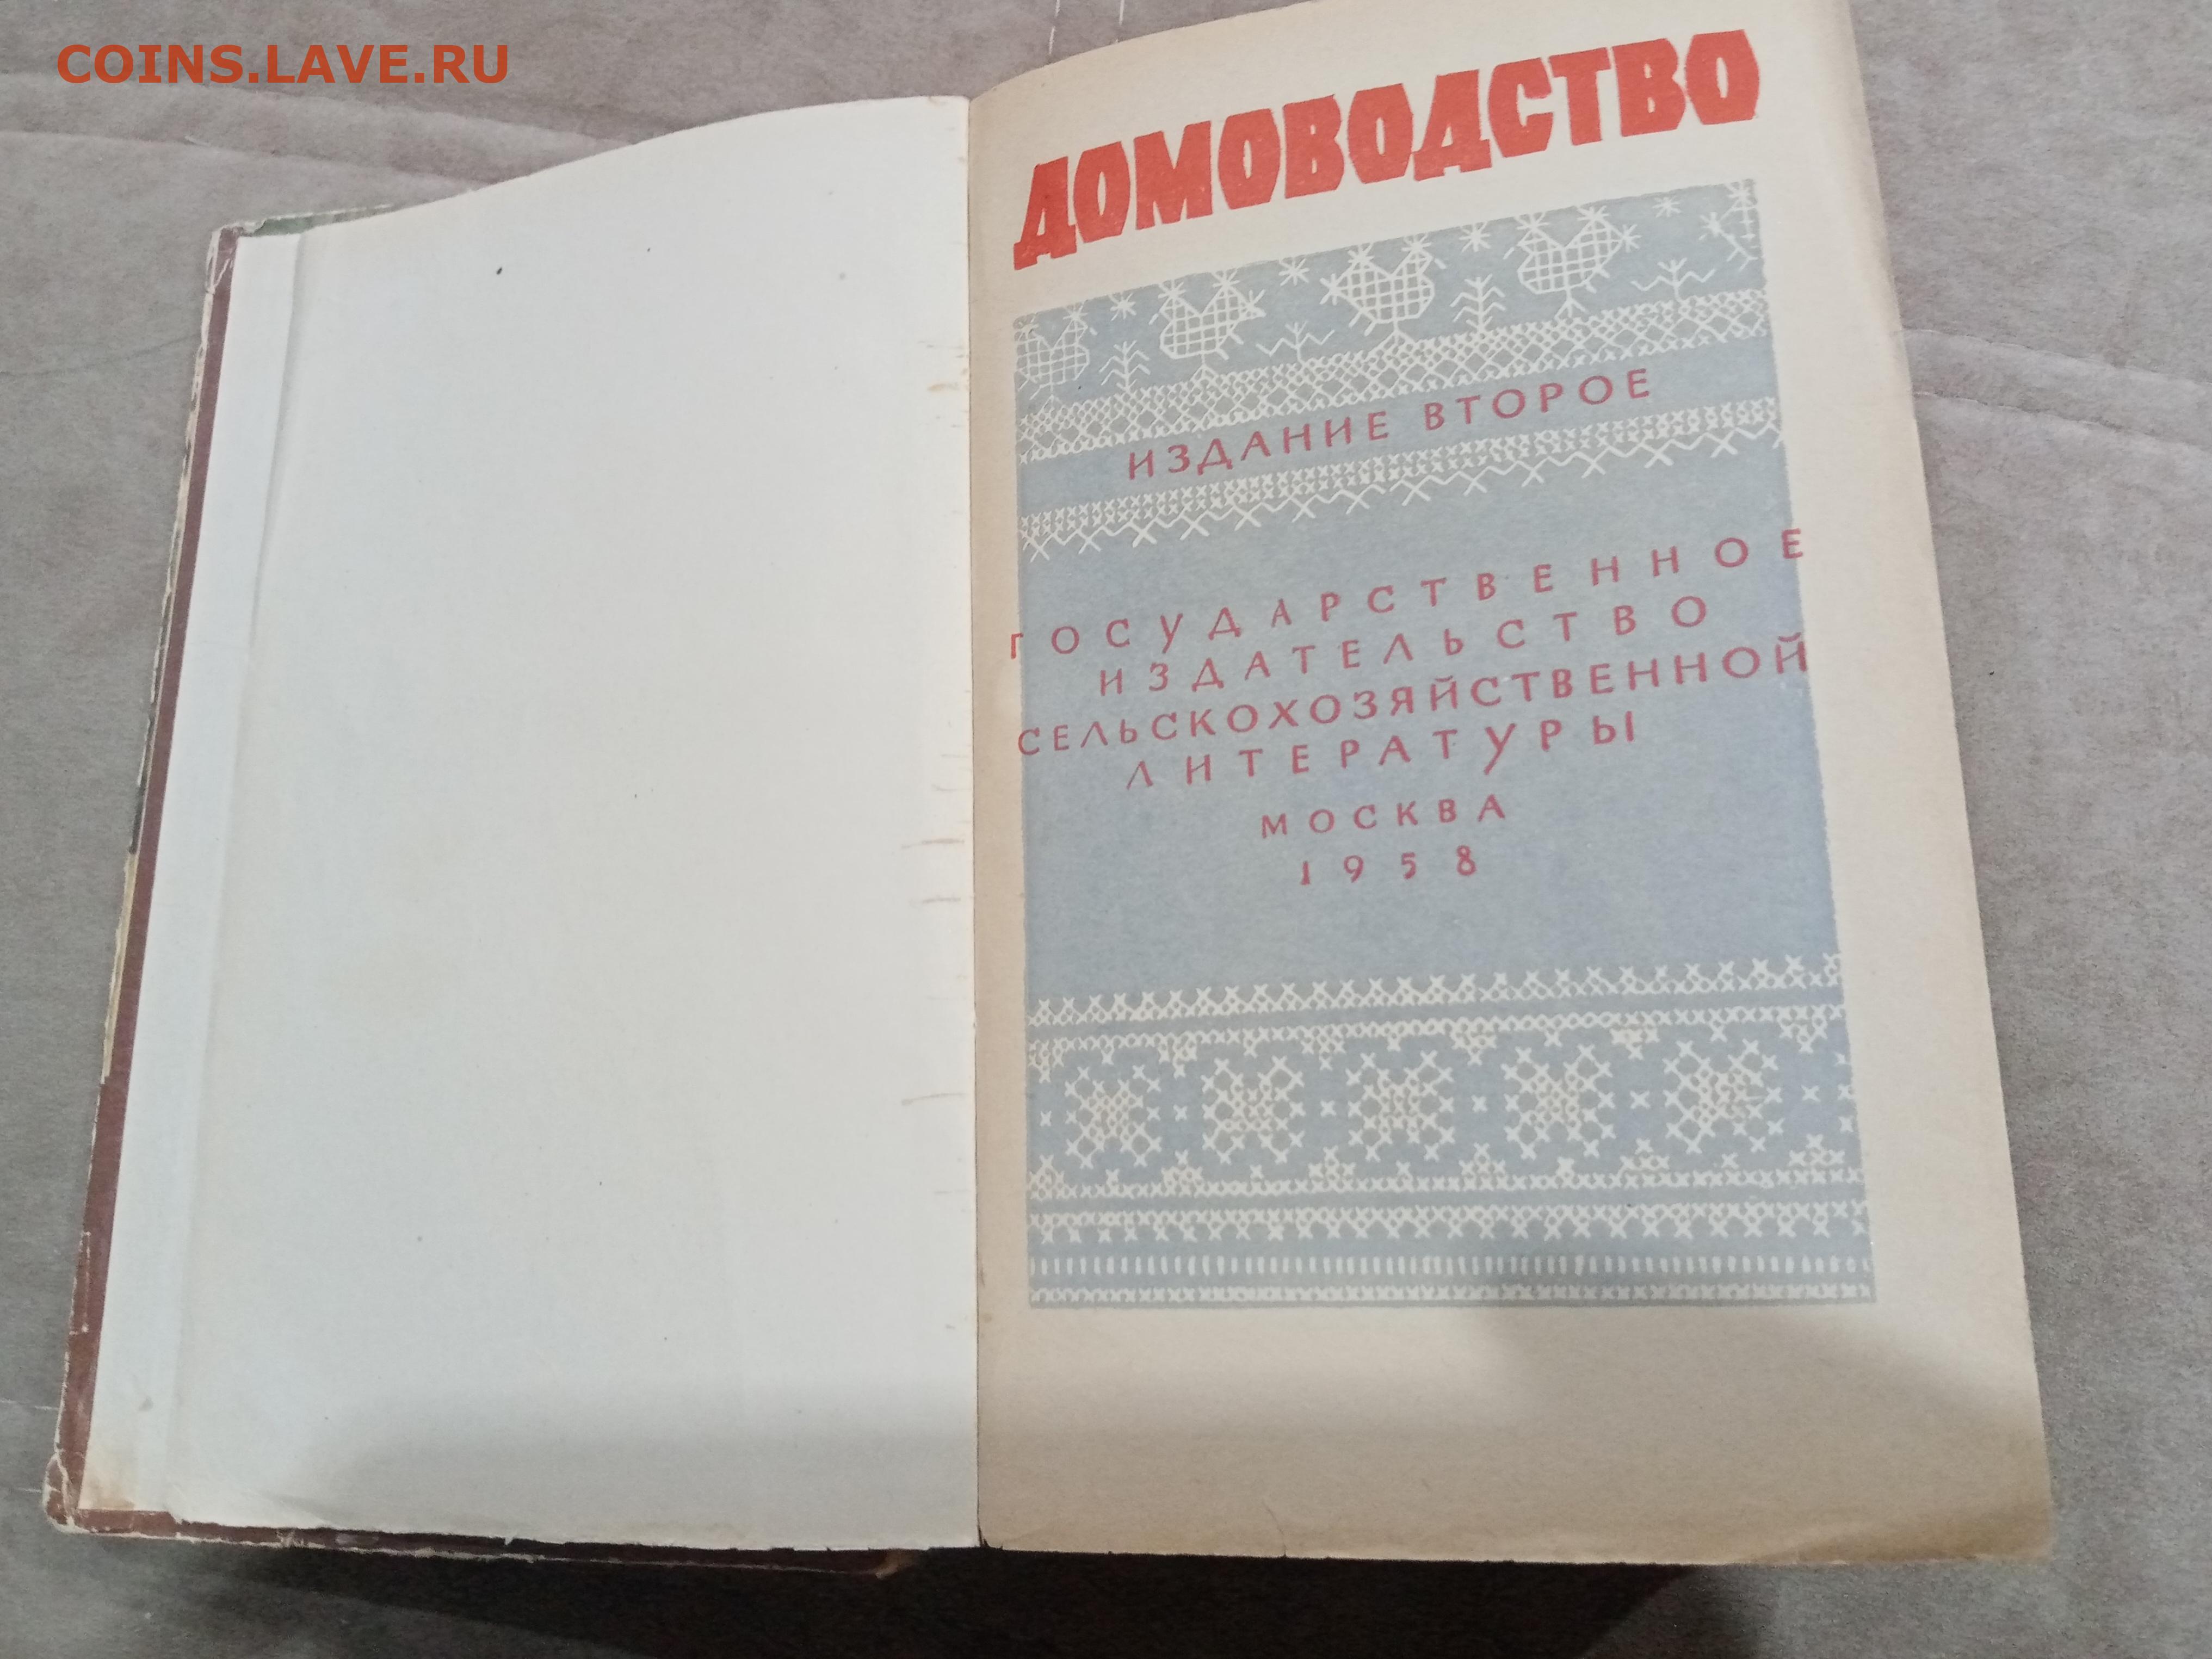 COINS.LAVE.RU
ДОМОВОДСТВО
ИЗДАНИЕ ВТОРОЕ
ГОСУДАРСТВЕННОЕ
ИЗДАТЕЛЬСТВО
СЕЛЬСКОХОЗЯЙСТВЕННОЙ
ЛИТЕРАТУРЫ
МОСКВА
1958